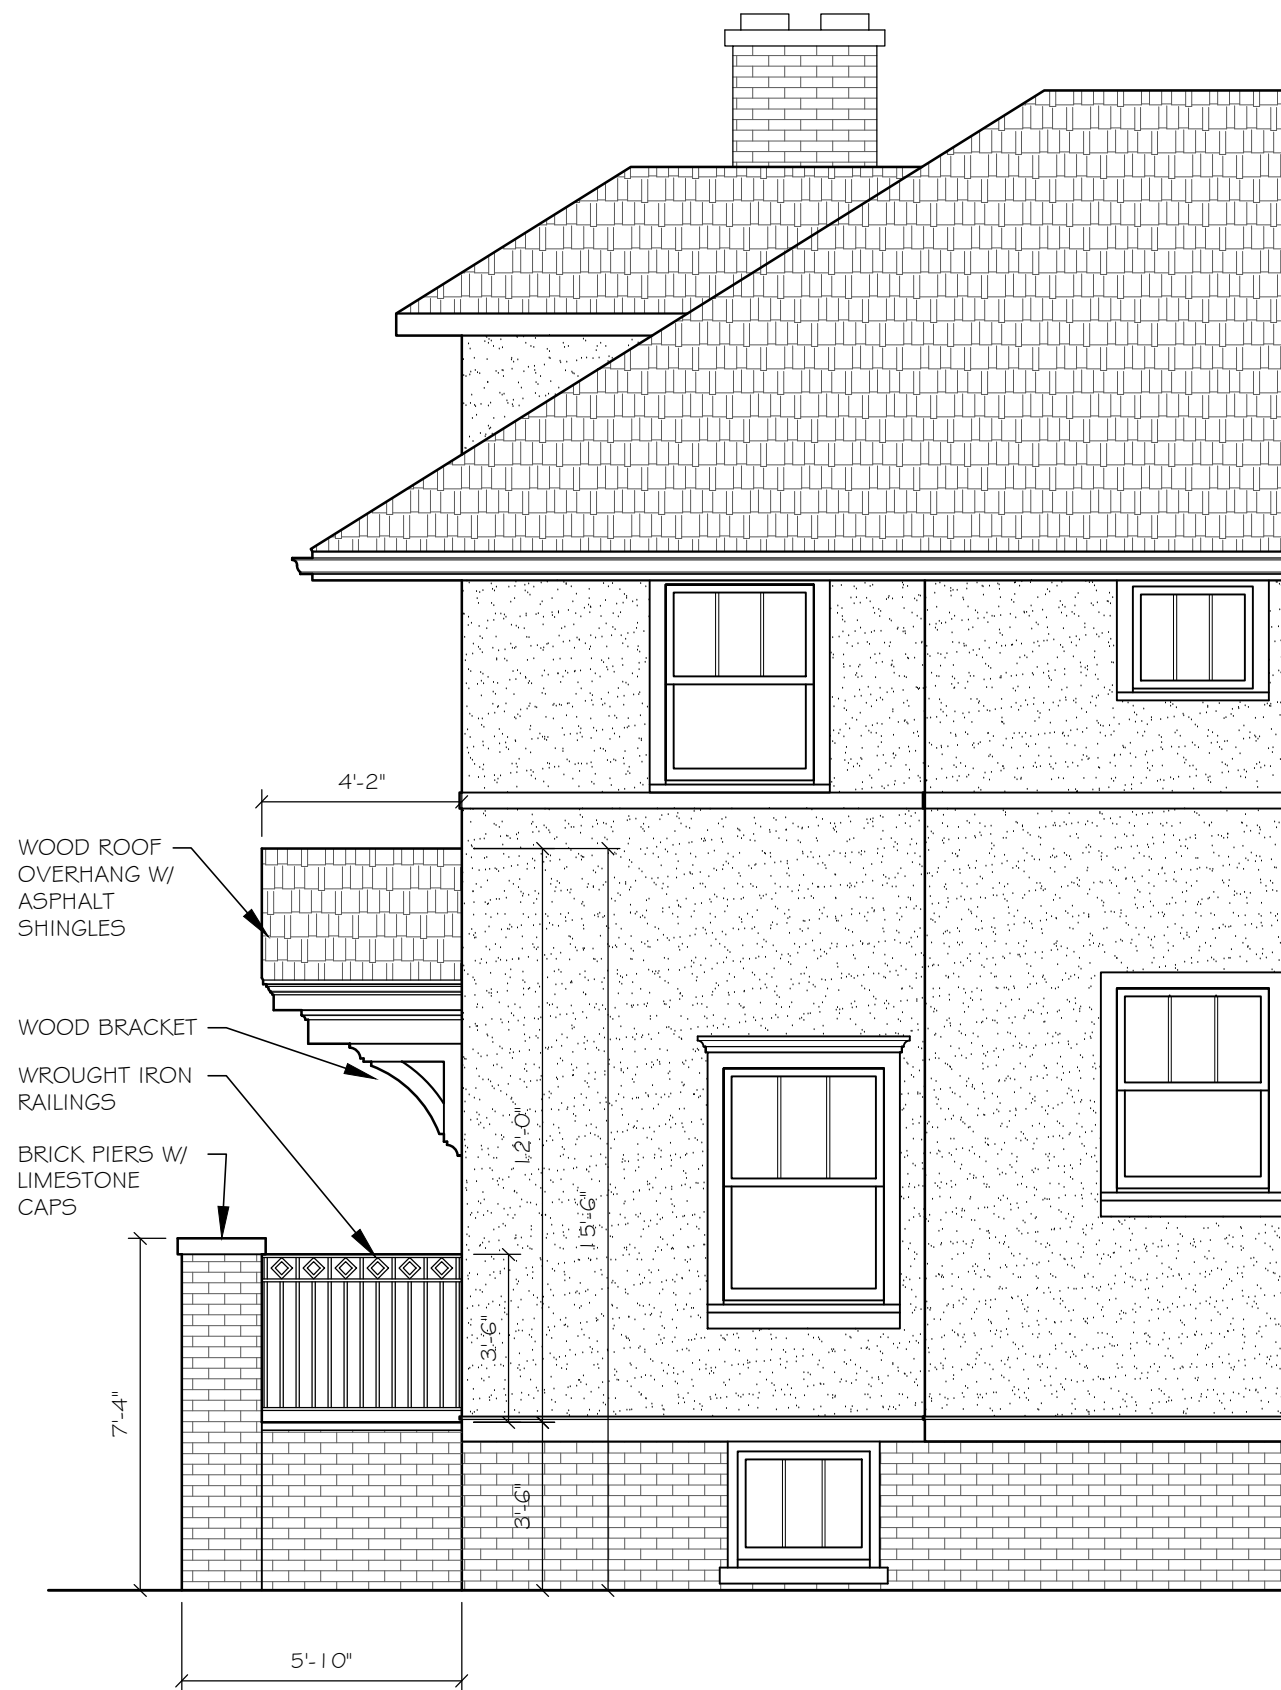 4'-2"
WOOD ROOF
OVERHANG W/
ASPHALT
SHINGLES
WOOD BRACKET
WROUGHT IRON
RAILINGS
BRICK PIERS W/
LIMESTONE
CAPS
12'-0"
15'-6"
3'-6"
7'-4"
3'-6"
5'-10"